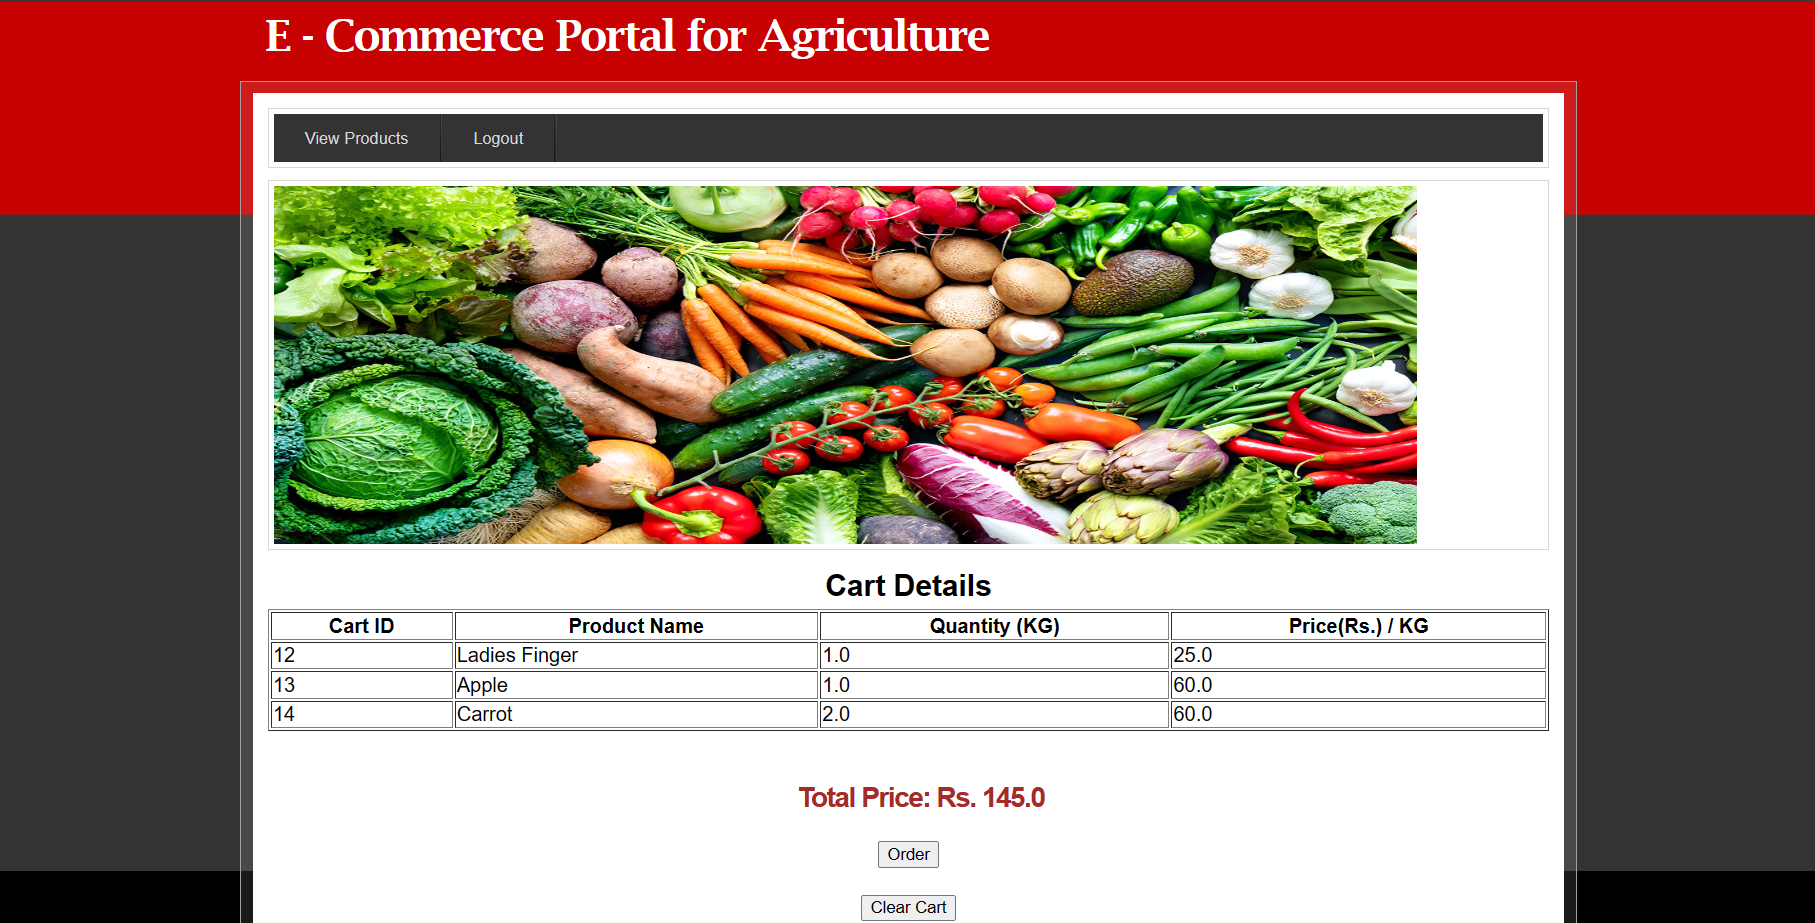 E - Commerce Portal for Agriculture
View Products Logout
Cart Details
Cart ID Product Name Quantity (KG) Price(Rs.) / KG
12 Ladies Finger 1.0 25.0
13 Apple 1.0 60.0
14 Carrot 2.0 60.0
Total Price: Rs. 145.0
Order
Clear Cart